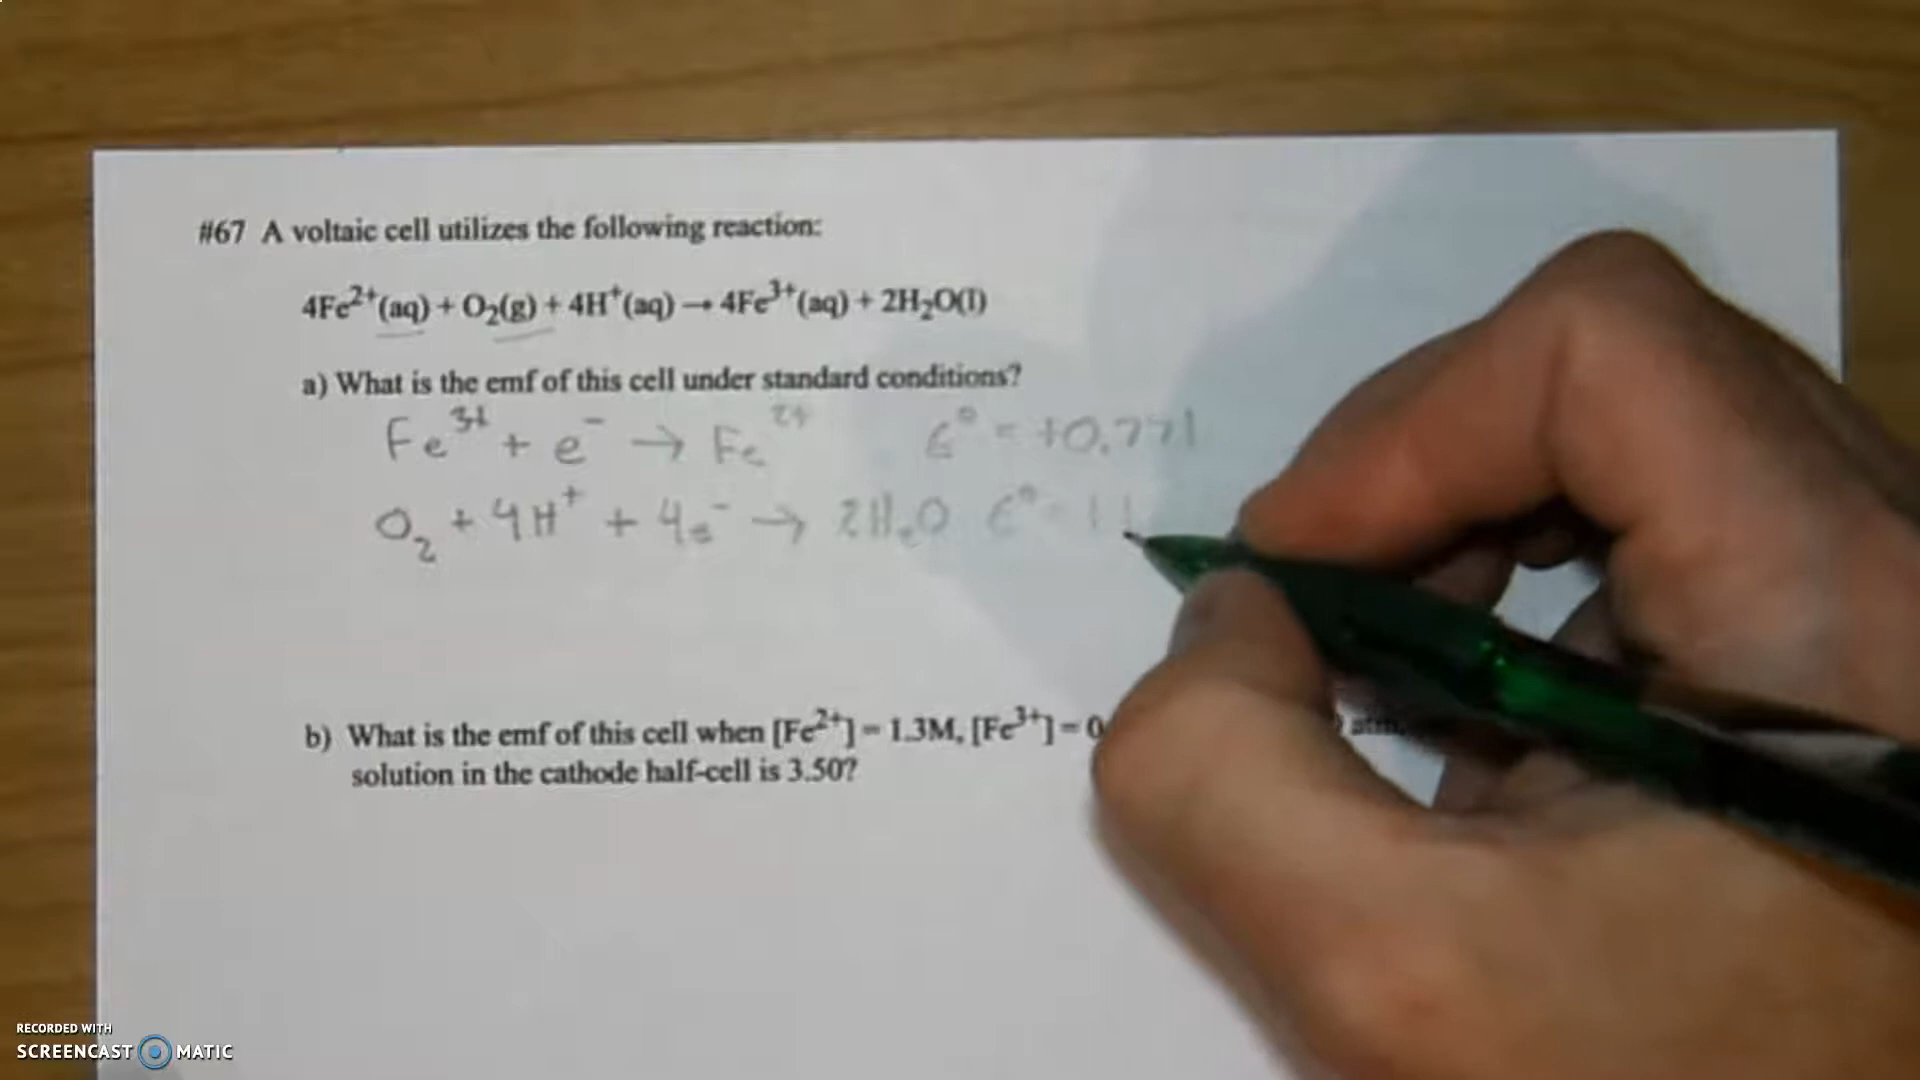 #67 A voltaic cell utilizes the following reaction:
4Fe²⁺(aq) + O₂(g) + 4H⁺(aq) → 4Fe³⁺(aq) + 2H₂O(l)
a) What is the emf of this cell under standard conditions?
Fe³⁺ + e⁻ → Fe²⁺ E° = +0.771
O₂ + 4H⁺ + 4e⁻ → 2H₂O E° = 1
b) What is the emf of this cell when [Fe²⁺] = 1.3M, [Fe³⁺] = 0 atm,
solution in the cathode half-cell is 3.50?
RECORDED WITH
SCREENCAST MATIC